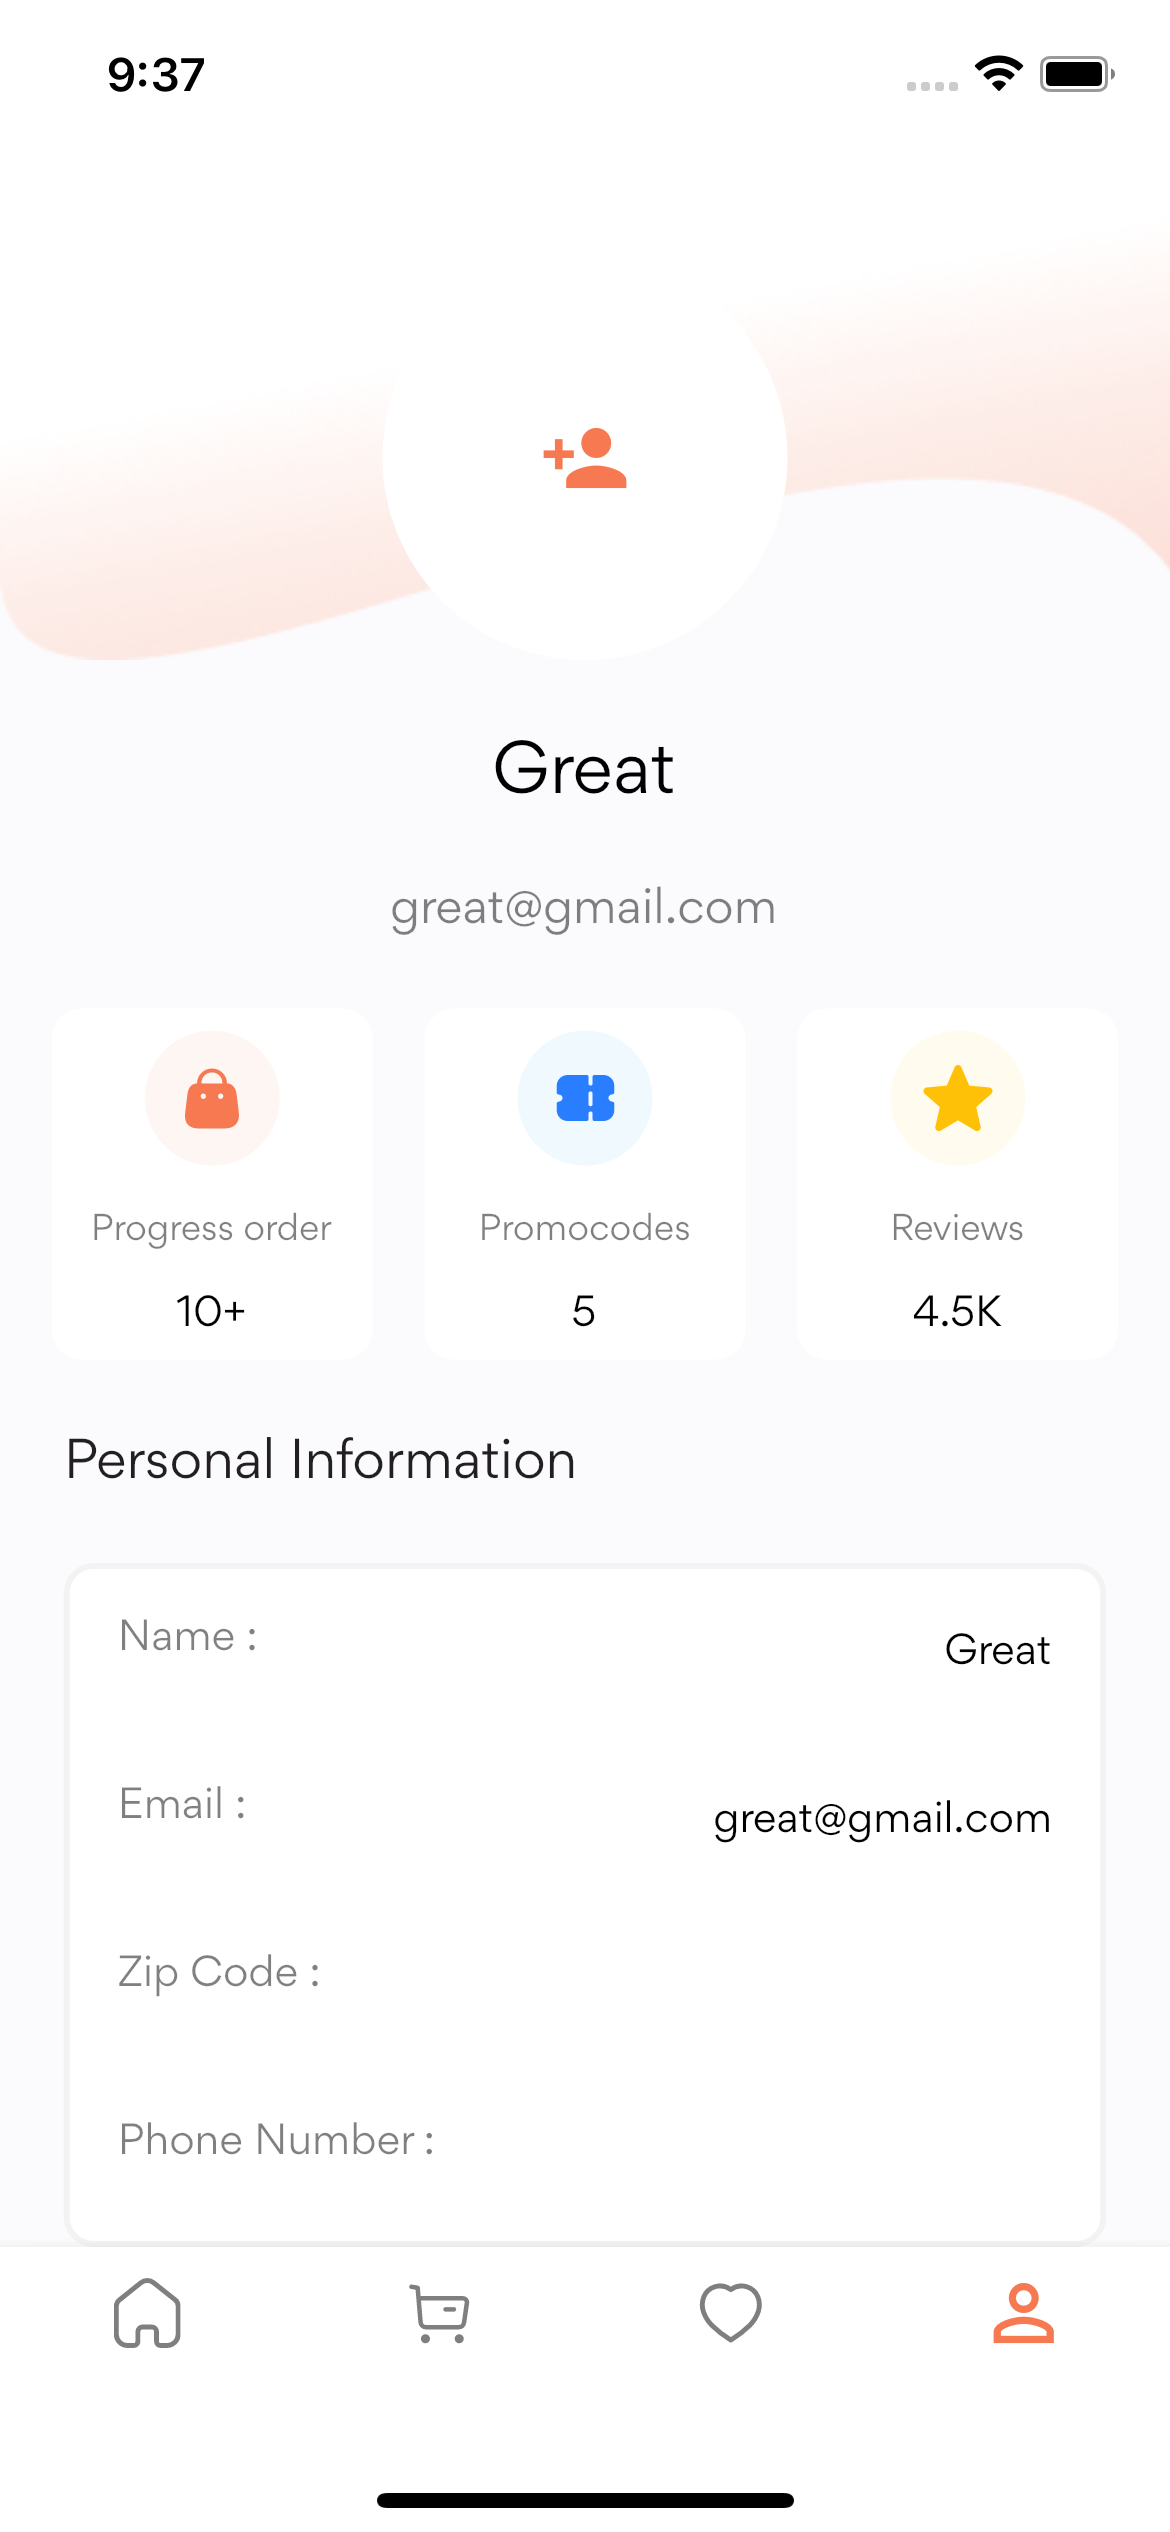 9:37
Great
great@gmail.com
Progress order
10+
Promocodes
5
Reviews
4.5K
Personal Information
Name :
Great
Email :
great@gmail.com
Zip Code :
Phone Number :